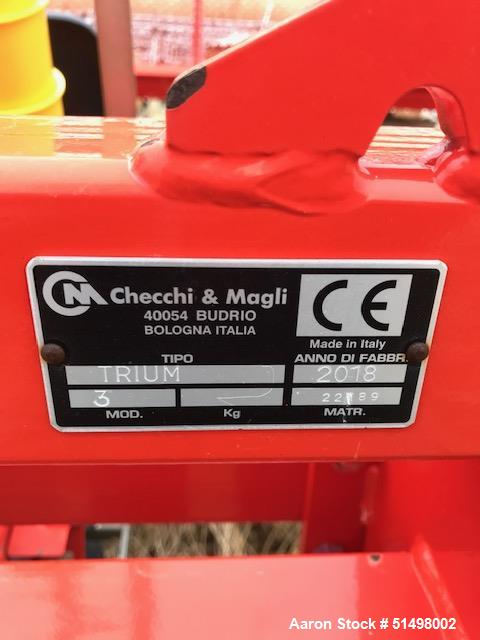 CM Checchi & Magli
40054 BUDRIO
BOLOGNA ITALIA
CE
Made in Italy
TIPO
ANNO DI FABBR.
TRIUM
2018
3
MOD.
Kg
MATR.
Aaron Stock # 51498002